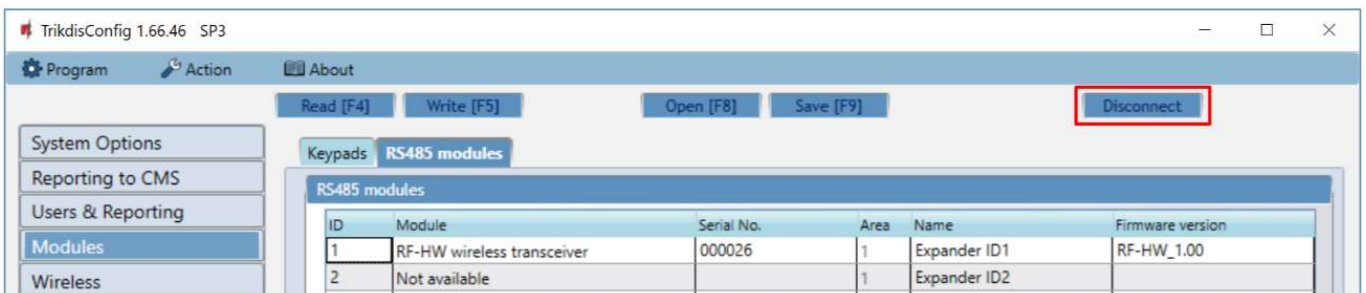 TrikdisConfig 1.66.46 SP3
Program Action About
Read [F4] Write [F5] Open [F8] Save [F9] Disconnect
System Options
Reporting to CMS
Users & Reporting
Modules
Wireless
Keypads RS485 modules
RS485 modules
ID Module Serial No. Area Name Firmware version
1 RF-HW wireless transceiver 000026 1 Expander ID1 RF-HW_1.00
2 Not available 1 Expander ID2